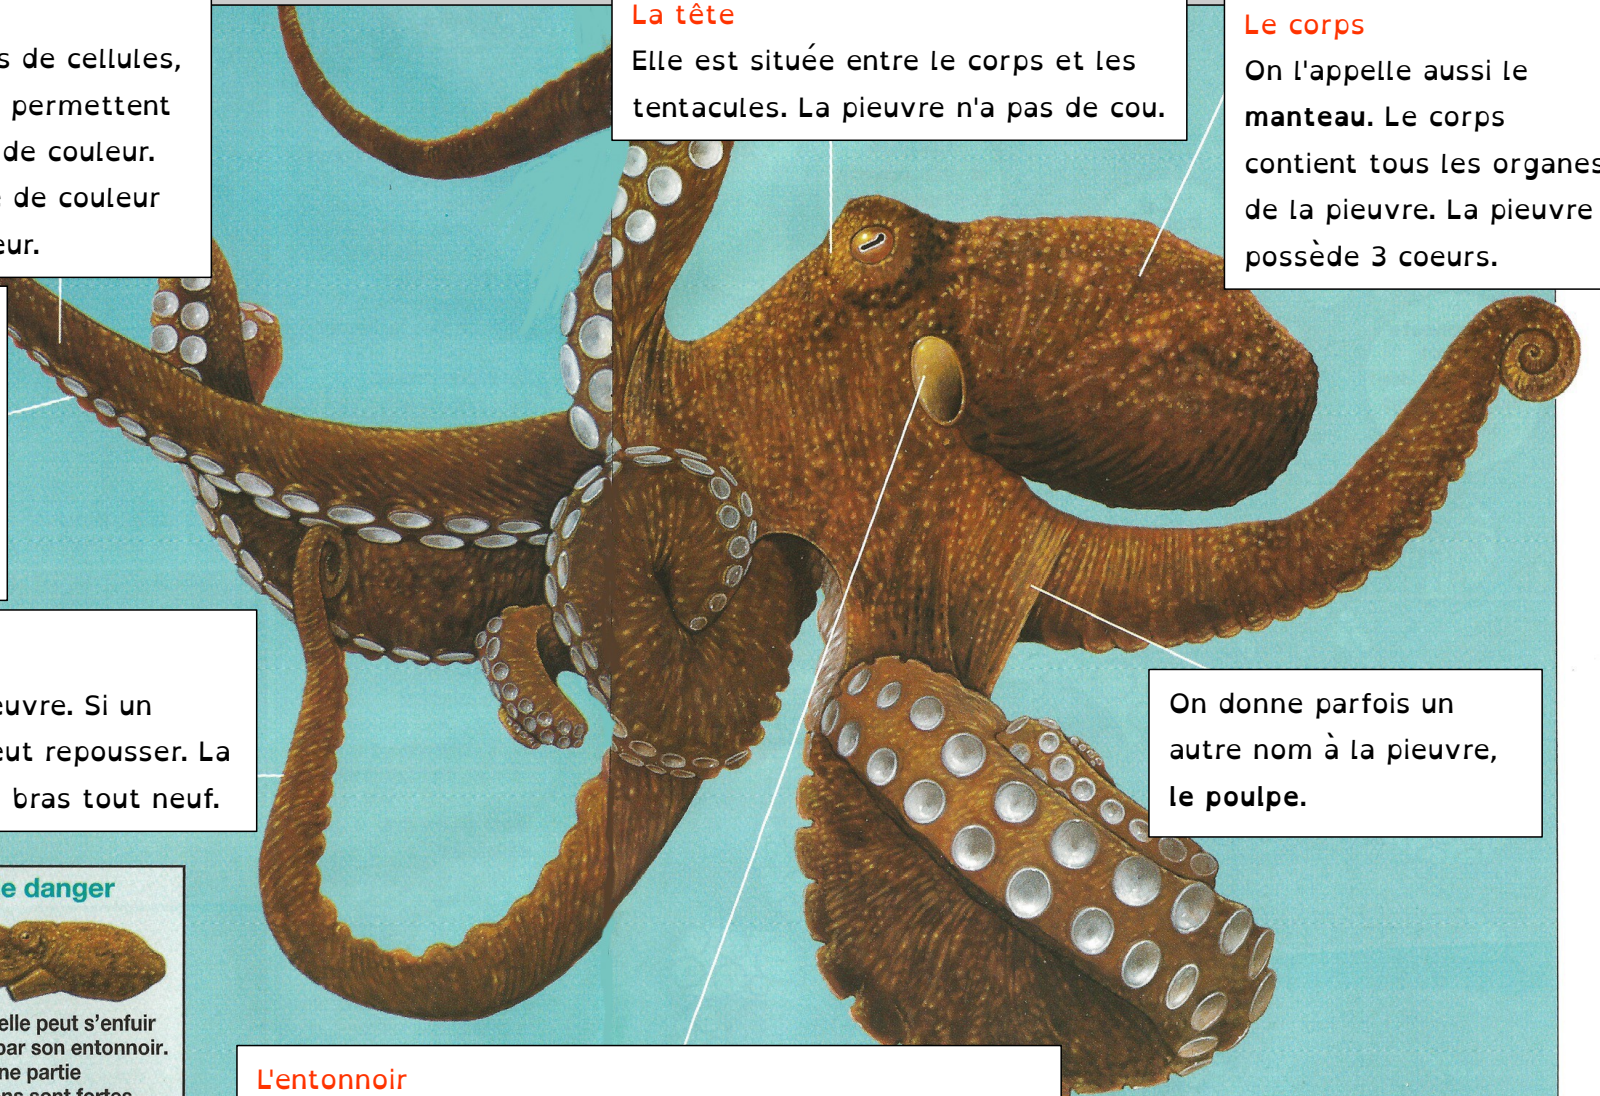 s de cellules,
permettent
de couleur.
de couleur
eur.
La tête
Elle est située entre le corps et les
tentacules. La pieuvre n'a pas de cou.
Le corps
On l'appelle aussi le
manteau. Le corps
contient tous les organes
de la pieuvre. La pieuvre
possède 3 coeurs.
euvre. Si un
eut repousser. La
bras tout neuf.
On donne parfois un
autre nom à la pieuvre,
le poulpe.
e danger
elle peut s'enfuir
par son entonnoir.
ne partie
sont fortes
L'entonnoir